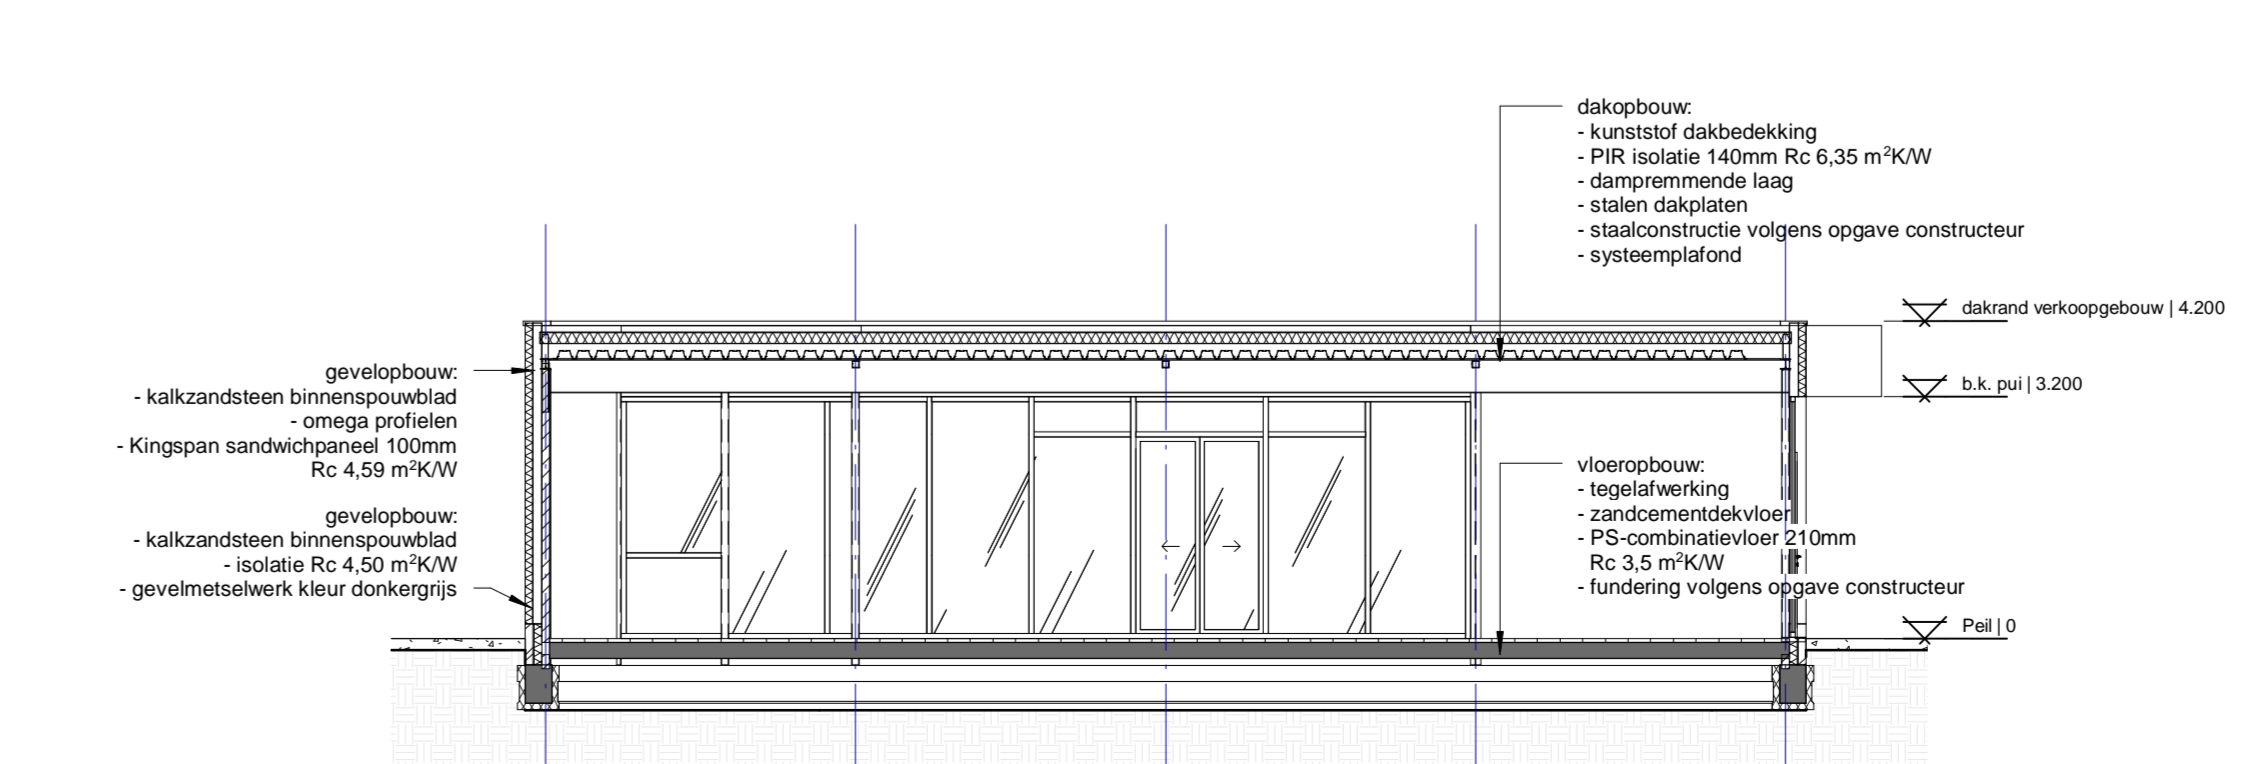 dakopbouw:
- kunststof dakbedekking
- PIR isolatie 140mm Rc 6,35 m²K/W
- dampremmende laag
- stalen dakplaten
- staalconstructie volgens opgave constructeur
- systeemplafond
dakrand verkoopgebouw | 4.200
b.k. pui | 3.200
gevelopbouw:
- kalkzandsteen binnenspouwblad
- omega profielen
- Kingspan sandwichpaneel 100mm
Rc 4,59 m²K/W
gevelopbouw:
- kalkzandsteen binnenspouwblad
- isolatie Rc 4,50 m²K/W
- gevelmetselwerk kleur donkergrijs
vloeropbouw:
- tegelafwerking
- zandcementdekvloer
- PS-combinatievloer 210mm
Rc 3,5 m²K/W
- fundering volgens opgave constructeur
Peil | 0